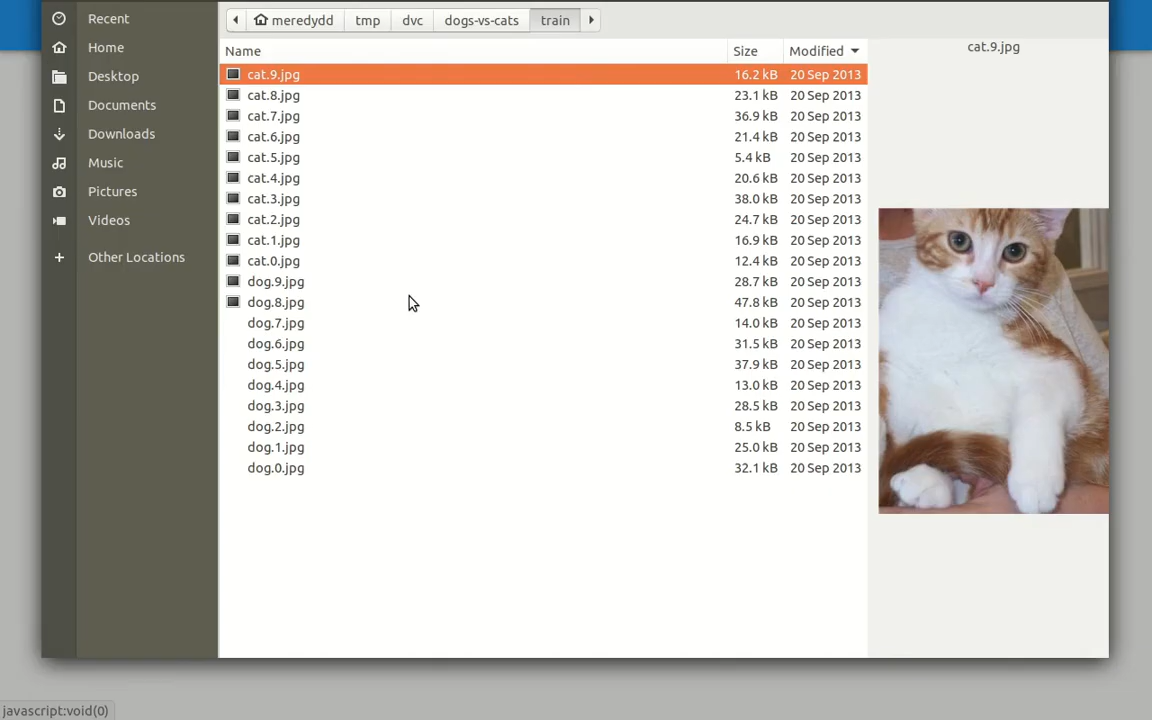 Recent
Home
Desktop
Documents
Downloads
Music
Pictures
Videos
Other Locations
meredydd tmp dvc dogs-vs-cats train
Name Size Modified
cat.9.jpg 16.2 kB 20 Sep 2013
cat.8.jpg 23.1 kB 20 Sep 2013
cat.7.jpg 36.9 kB 20 Sep 2013
cat.6.jpg 21.4 kB 20 Sep 2013
cat.5.jpg 5.4 kB 20 Sep 2013
cat.4.jpg 20.6 kB 20 Sep 2013
cat.3.jpg 38.0 kB 20 Sep 2013
cat.2.jpg 24.7 kB 20 Sep 2013
cat.1.jpg 16.9 kB 20 Sep 2013
cat.0.jpg 12.4 kB 20 Sep 2013
dog.9.jpg 28.7 kB 20 Sep 2013
dog.8.jpg 47.8 kB 20 Sep 2013
dog.7.jpg 14.0 kB 20 Sep 2013
dog.6.jpg 31.5 kB 20 Sep 2013
dog.5.jpg 37.9 kB 20 Sep 2013
dog.4.jpg 13.0 kB 20 Sep 2013
dog.3.jpg 28.5 kB 20 Sep 2013
dog.2.jpg 8.5 kB 20 Sep 2013
dog.1.jpg 25.0 kB 20 Sep 2013
dog.0.jpg 32.1 kB 20 Sep 2013
cat.9.jpg
javascript:void(0)